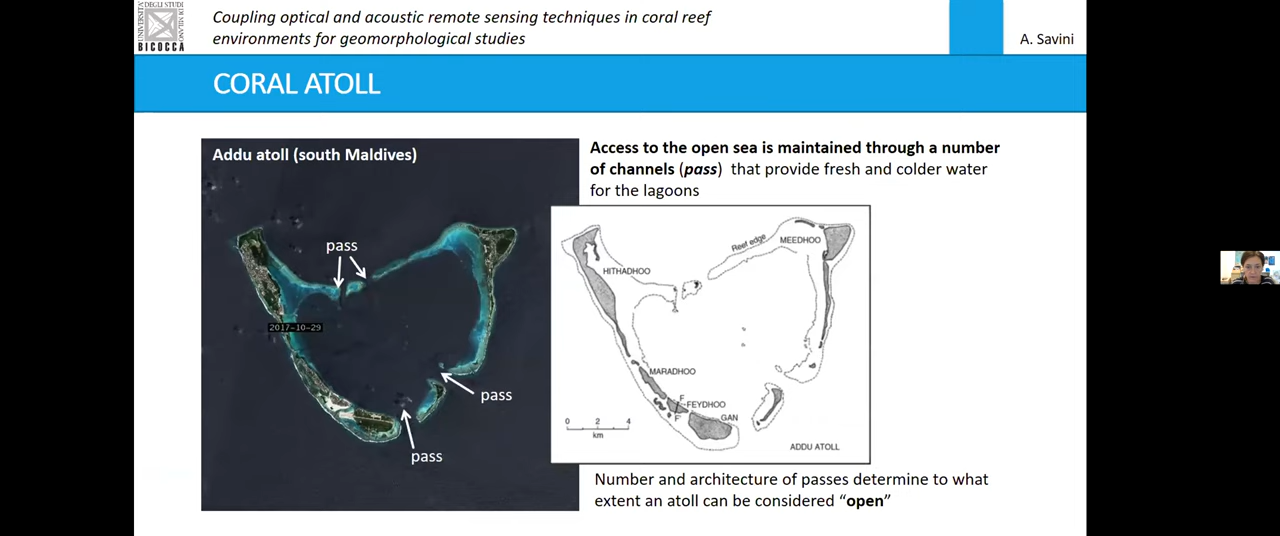 UNIVERSITÀ
DEGLI STUDI
DI MILANO
BICOCCA
Coupling optical and acoustic remote sensing techniques in coral reef
environments for geomorphological studies
A. Savini
CORAL ATOLL
Addu atoll (south Maldives)
pass
2017-10-29
pass
pass
Access to the open sea is maintained through a number
of channels (pass) that provide fresh and colder water
for the lagoons
Reef edge
MEEDHOO
HITHADHOO
MARADHOO
F
FEYDHOO
F'
GAN
0 2 4
km
ADDU ATOLL
Number and architecture of passes determine to what
extent an atoll can be considered “open”